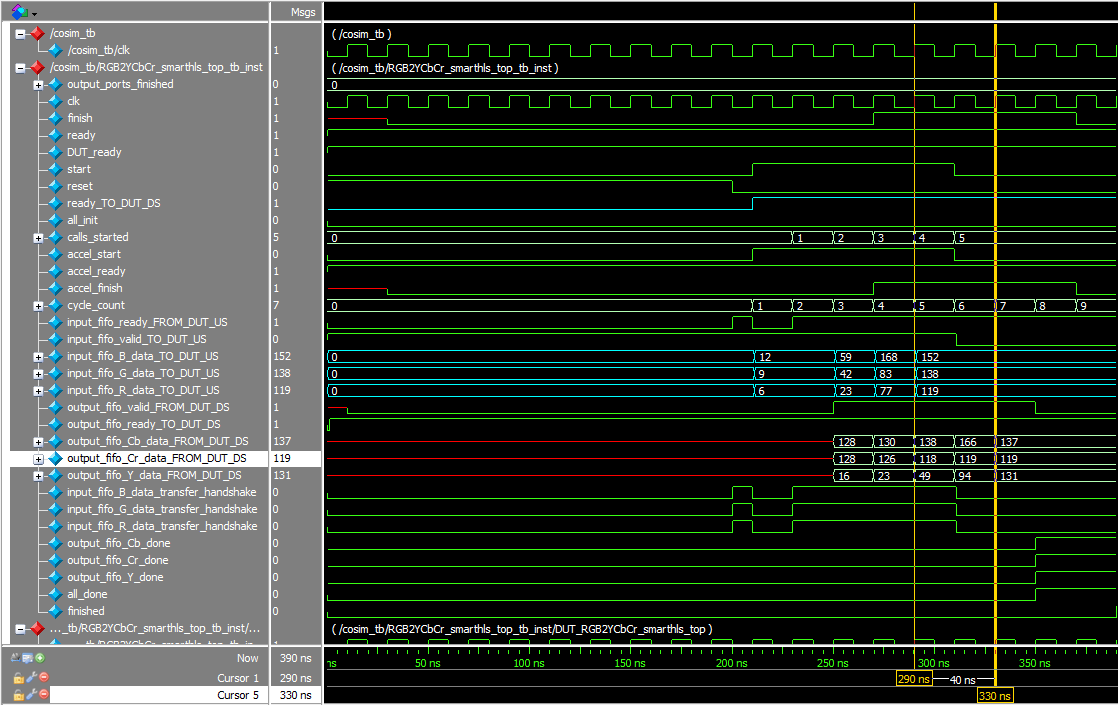 Msgs
/cosim_tb ( /cosim_tb )
/cosim_tb/clk 1
/cosim_tb/RGB2YCbCr_smarthls_top_tb_inst ( /cosim_tb/RGB2YCbCr_smarthls_top_tb_inst )
output_ports_finished 0 0
clk 1
finish 1
ready 1
DUT_ready 1
start 0
reset 0
ready_TO_DUT_DS 1
all_init 0
calls_started 5 0 1 2 3 4 5
accel_start 0
accel_ready 1
accel_finish 1
cycle_count 7 0 1 2 3 4 5 6 7 8 9
input_fifo_ready_FROM_DUT_US 1
input_fifo_valid_TO_DUT_US 0
input_fifo_B_data_TO_DUT_US 152 0 12 59 168 152
input_fifo_G_data_TO_DUT_US 138 0 9 42 83 138
input_fifo_R_data_TO_DUT_US 119 0 6 23 77 119
output_fifo_valid_FROM_DUT_DS 1
output_fifo_ready_TO_DUT_DS 1
output_fifo_Cb_data_FROM_DUT_DS 137 128 130 138 166 137
output_fifo_Cr_data_FROM_DUT_DS 119 128 126 118 119 119
output_fifo_Y_data_FROM_DUT_DS 131 16 23 49 94 131
input_fifo_B_data_transfer_handshake 0
input_fifo_G_data_transfer_handshake 0
input_fifo_R_data_transfer_handshake 0
output_fifo_Cb_done 0
output_fifo_Cr_done 0
output_fifo_Y_done 0
all_done 0
finished 0
..._tb/RGB2YCbCr_smarthls_top_tb_inst/... ( /cosim_tb/RGB2YCbCr_smarthls_top_tb_inst/DUT_RGB2YCbCr_smarthls_top )
Now 390 ns ns 50 ns 100 ns 150 ns 200 ns 250 ns 300 ns 350 ns
Cursor 1 290 ns 290 ns 40 ns
Cursor 5 330 ns 330 ns